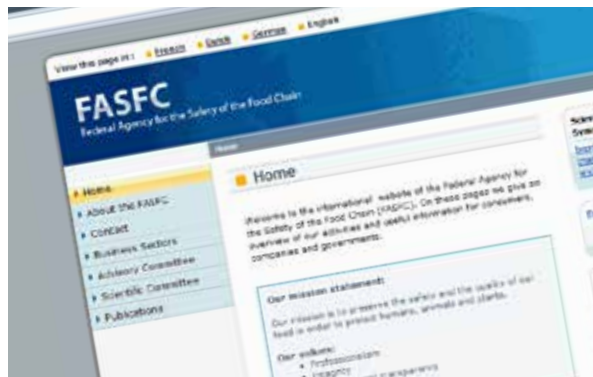 View this page in : French Dutch German English
FASFC
Federal Agency for the Safety of the Food Chain
Home
Home
About the FASFC
Contact
Business Sectors
Advisory Committee
Scientific Committee
Publications
Home
Welcome to the international website of the Federal Agency for
the Safety of the Food Chain (FASFC). On these pages we give an
overview of our activities and useful information for consumers,
companies and governments.
Our mission statement:
Our mission is to preserve the safety and the quality of our
food in order to protect humans, animals and plants.
Our values:
Professionalism
Integrity
transparency